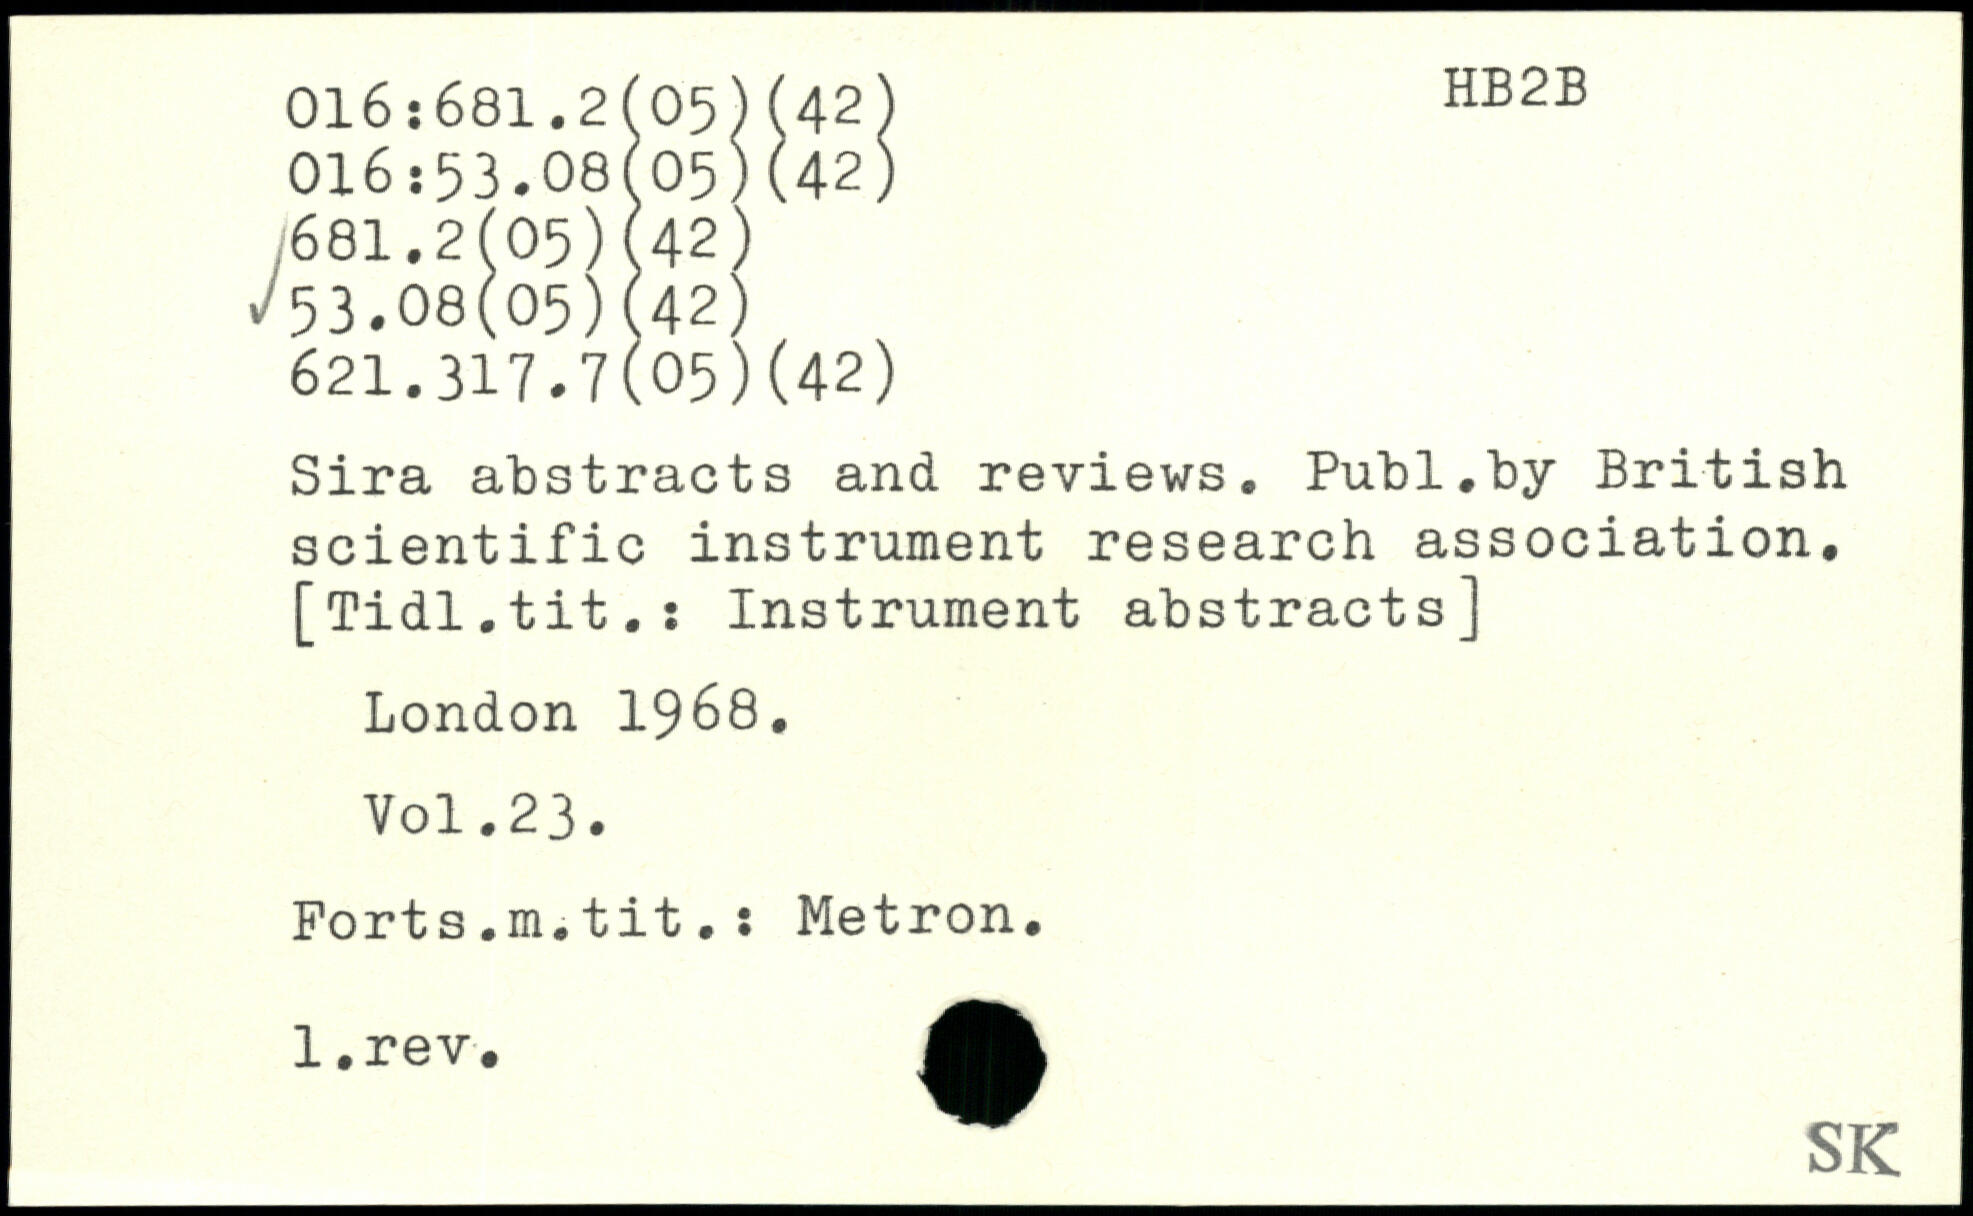 016:681.2(05)(42)
HB2B
016:53.08(05)(42)
681.2(05)(42)
53.08(05)(42)
621.317.7(05)(42)
Sira abstracts and reviews. Publ.by British
scientific instrument research association.
[Tidl.tit.: Instrument abstracts]
London 1968.
Vol.23.
Forts.m.tit.: Metron.
1.rev.
SK